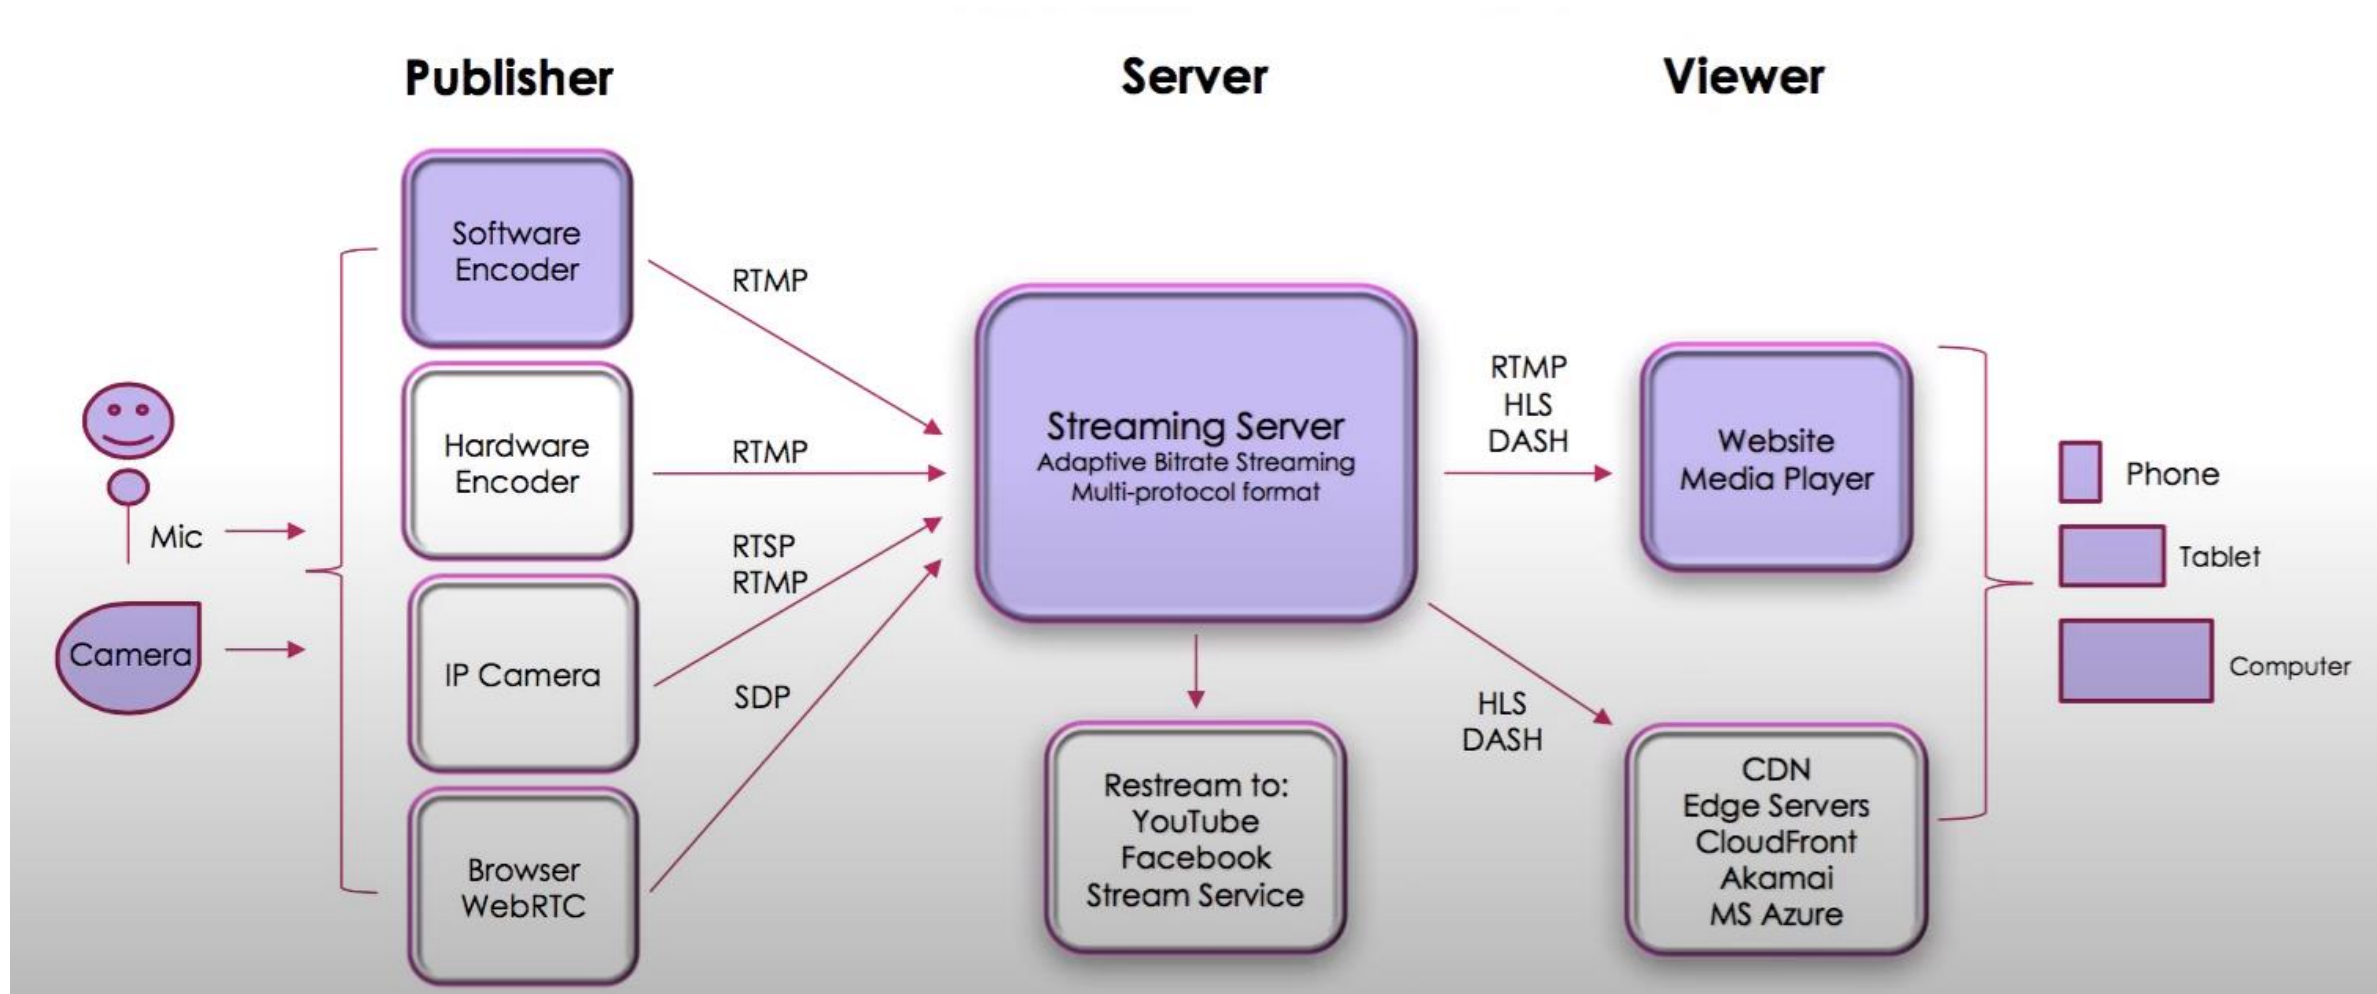 Publisher
Server
Viewer
Software
Encoder
RTMP
Hardware
Encoder
RTMP
Mic
Camera
IP Camera
RTSP
RTMP
Browser
WebRTC
SDP
Streaming Server
Adaptive Bitrate Streaming
Multi-protocol format
Restream to:
YouTube
Facebook
Stream Service
RTMP
HLS
DASH
Website
Media Player
HLS
DASH
CDN
Edge Servers
CloudFront
Akamai
MS Azure
Phone
Tablet
Computer